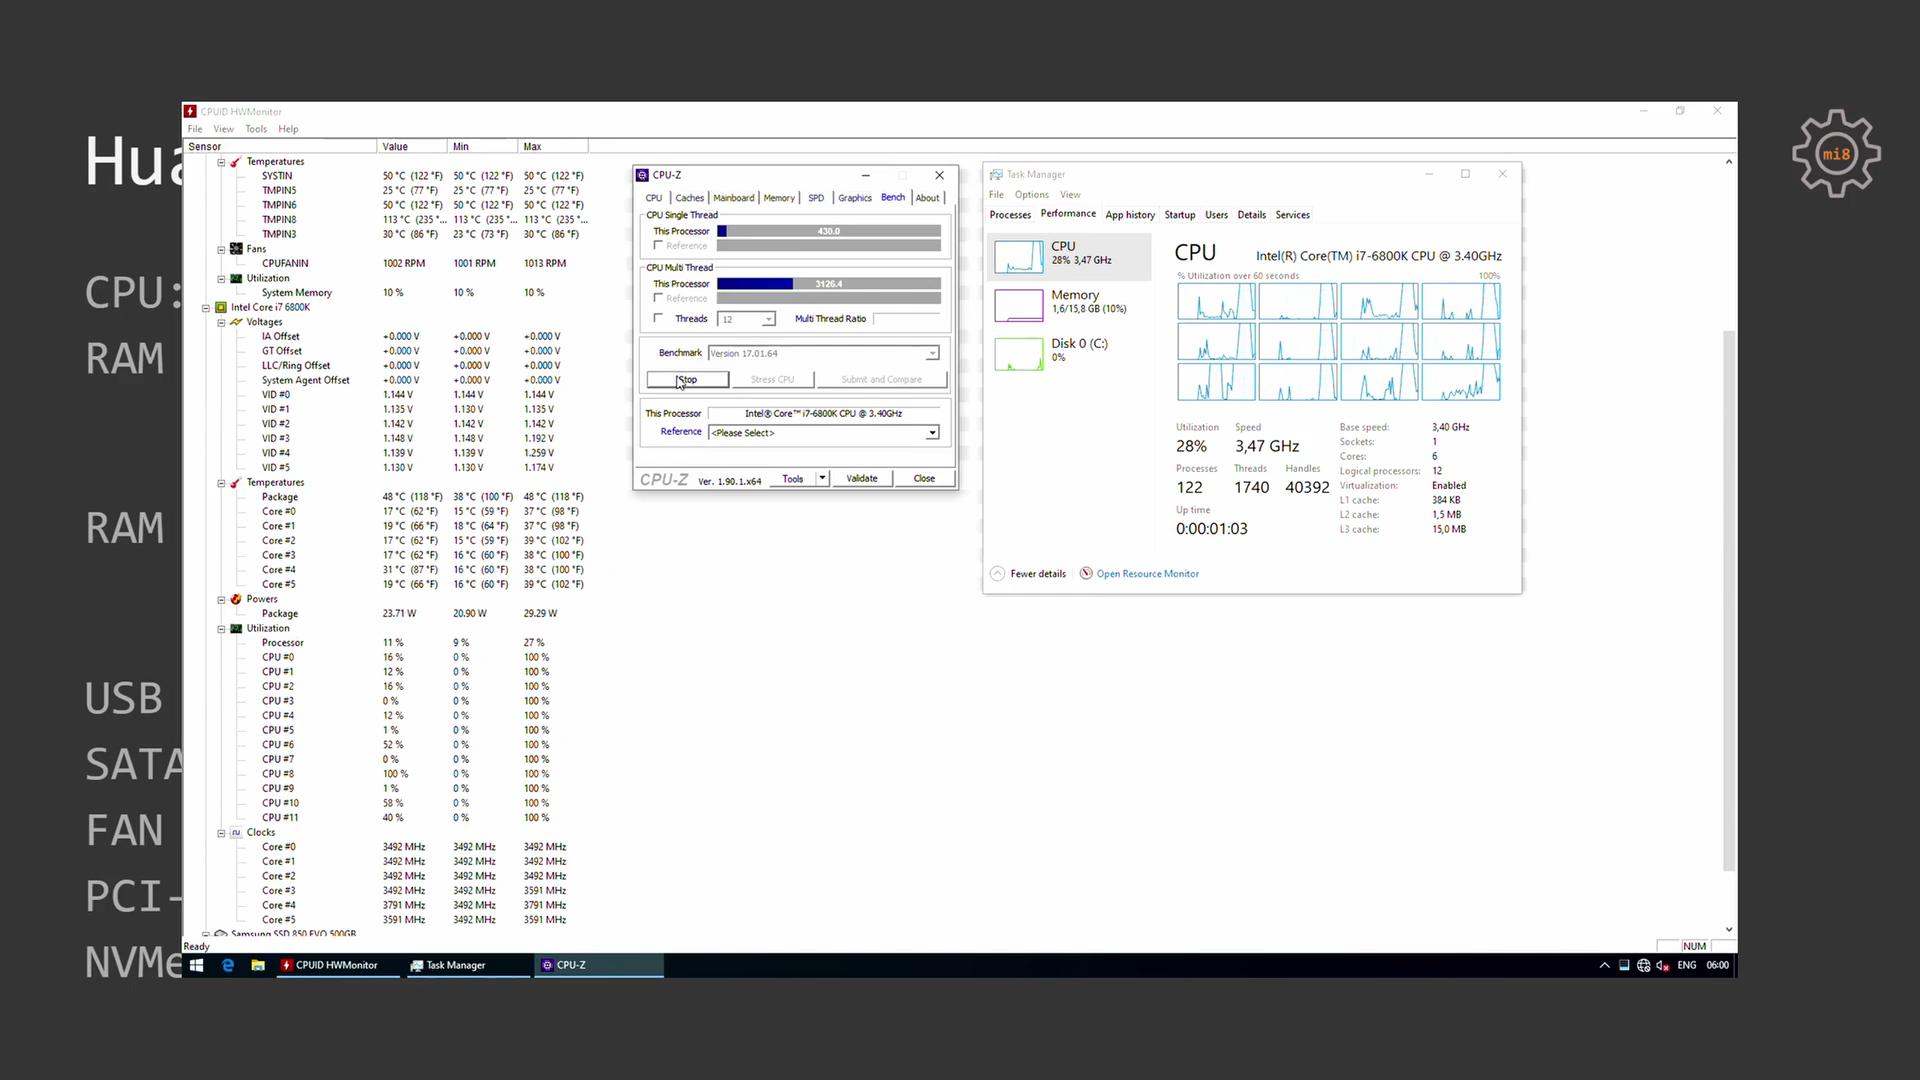 Hua
CPU:
RAM
RAM
USB
SATA
FAN
PCI-
NVMe
mi8
CPUID HWMonitor
File View Tools Help
Sensor Value Min Max
Temperatures
SYSTIN 50 °C (122 °F) 50 °C (122 °F) 50 °C (122 °F)
TMPIN5 25 °C (77 °F) 25 °C (77 °F) 25 °C (77 °F)
TMPIN6 50 °C (122 °F) 50 °C (122 °F) 50 °C (122 °F)
TMPIN8 113 °C (235 °... 113 °C (235 °... 113 °C (235 °...
TMPIN3 30 °C (86 °F) 23 °C (73 °F) 30 °C (86 °F)
Fans
CPUFANIN 1002 RPM 1001 RPM 1013 RPM
Utilization
System Memory 10 % 10 % 10 %
Intel Core i7 6800K
Voltages
IA Offset +0.000 V +0.000 V +0.000 V
GT Offset +0.000 V +0.000 V +0.000 V
LLC/Ring Offset +0.000 V +0.000 V +0.000 V
System Agent Offset +0.000 V +0.000 V +0.000 V
VID #0 1.144 V 1.144 V 1.144 V
VID #1 1.135 V 1.130 V 1.135 V
VID #2 1.142 V 1.142 V 1.142 V
VID #3 1.148 V 1.148 V 1.192 V
VID #4 1.139 V 1.139 V 1.259 V
VID #5 1.130 V 1.130 V 1.174 V
Temperatures
Package 48 °C (118 °F) 38 °C (100 °F) 48 °C (118 °F)
Core #0 17 °C (62 °F) 15 °C (59 °F) 37 °C (98 °F)
Core #1 19 °C (66 °F) 18 °C (64 °F) 37 °C (98 °F)
Core #2 17 °C (62 °F) 15 °C (59 °F) 39 °C (102 °F)
Core #3 17 °C (62 °F) 16 °C (60 °F) 38 °C (100 °F)
Core #4 31 °C (87 °F) 16 °C (60 °F) 38 °C (100 °F)
Core #5 19 °C (66 °F) 16 °C (60 °F) 39 °C (102 °F)
Powers
Package 23.71 W 20.90 W 29.29 W
Utilization
Processor 11 % 9 % 27 %
CPU #0 16 % 0 % 100 %
CPU #1 12 % 0 % 100 %
CPU #2 16 % 0 % 100 %
CPU #3 0 % 0 % 100 %
CPU #4 12 % 0 % 100 %
CPU #5 1 % 0 % 100 %
CPU #6 52 % 0 % 100 %
CPU #7 0 % 0 % 100 %
CPU #8 100 % 0 % 100 %
CPU #9 1 % 0 % 100 %
CPU #10 58 % 0 % 100 %
CPU #11 40 % 0 % 100 %
Clocks
Core #0 3492 MHz 3492 MHz 3492 MHz
Core #1 3492 MHz 3492 MHz 3492 MHz
Core #2 3492 MHz 3492 MHz 3492 MHz
Core #3 3492 MHz 3492 MHz 3591 MHz
Core #4 3791 MHz 3492 MHz 3791 MHz
Core #5 3591 MHz 3492 MHz 3591 MHz
Samsung SSD 850 EVO 500GB
Ready NUM
CPU-Z
CPU Caches Mainboard Memory SPD Graphics Bench About
CPU Single Thread
This Processor 430.0
Reference
CPU Multi Thread
This Processor 3126.4
Reference
Threads 12 Multi Thread Ratio
Benchmark Version 17.01.64
Stop Stress CPU Submit and Compare
This Processor Intel® Core™ i7-6800K CPU @ 3.40GHz
Reference <Please Select>
CPU-Z Ver. 1.90.1.x64 Tools Validate Close
Task Manager
File Options View
Processes Performance App history Startup Users Details Services
CPU
28% 3,47 GHz
Memory
1,6/15,8 GB (10%)
Disk 0 (C:)
0%
CPU Intel(R) Core(TM) i7-6800K CPU @ 3.40GHz
% Utilization over 60 seconds 100%
Utilization Speed
28% 3,47 GHz
Processes Threads Handles
122 1740 40392
Up time
0:00:01:03
Base speed: 3,40 GHz
Sockets: 1
Cores: 6
Logical processors: 12
Virtualization: Enabled
L1 cache: 384 KB
L2 cache: 1,5 MB
L3 cache: 15,0 MB
Fewer details Open Resource Monitor
CPUID HWMonitor Task Manager CPU-Z ENG 06:00